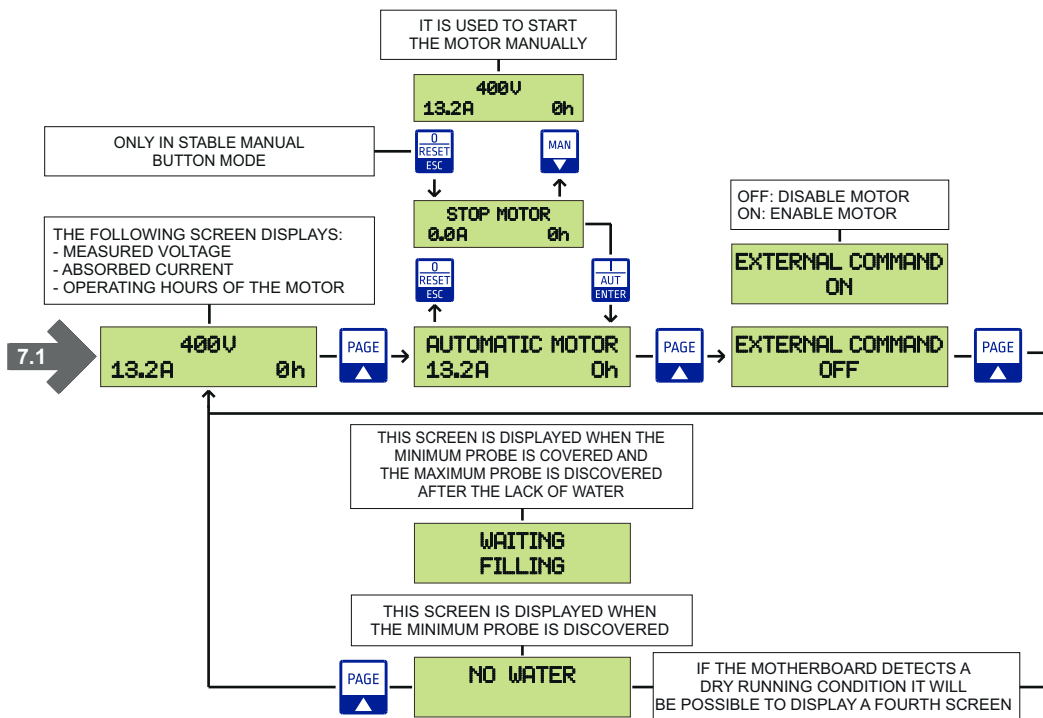 IT IS USED TO START
THE MOTOR MANUALLY
400V
13.2A 0h
ONLY IN STABLE MANUAL
BUTTON MODE
0
RESET
ESC
MAN
STOP MOTOR
0.0A 0h
OFF: DISABLE MOTOR
ON: ENABLE MOTOR
THE FOLLOWING SCREEN DISPLAYS:
- MEASURED VOLTAGE
- ABSORBED CURRENT
- OPERATING HOURS OF THE MOTOR
0
RESET
ESC
I
AUT
ENTER
EXTERNAL COMMAND
ON
7.1
400V
13.2A 0h
PAGE
AUTOMATIC MOTOR
13.2A 0h
PAGE
EXTERNAL COMMAND
OFF
PAGE
THIS SCREEN IS DISPLAYED WHEN THE
MINIMUM PROBE IS COVERED AND
THE MAXIMUM PROBE IS DISCOVERED
AFTER THE LACK OF WATER
WAITING
FILLING
THIS SCREEN IS DISPLAYED WHEN
THE MINIMUM PROBE IS DISCOVERED
PAGE
NO WATER
IF THE MOTHERBOARD DETECTS A
DRY RUNNING CONDITION IT WILL
BE POSSIBLE TO DISPLAY A FOURTH SCREEN